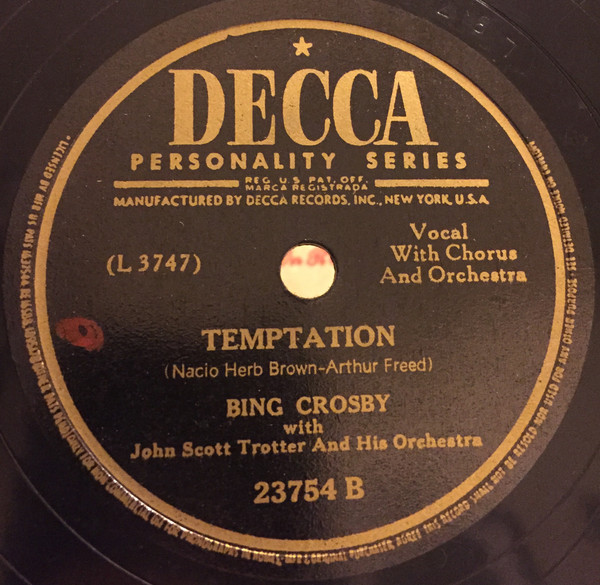 DECCA
PERSONALITY SERIES
REG. U.S. PAT. OFF.
MARCA REGISTRADA
MANUFACTURED BY DECCA RECORDS, INC., NEW YORK, U.S.A.
(L 3747)
Vocal
With Chorus
And Orchestra
TEMPTATION
(Nacio Herb Brown-Arthur Freed)
BING CROSBY
with
John Scott Trotter And His Orchestra
23754 B